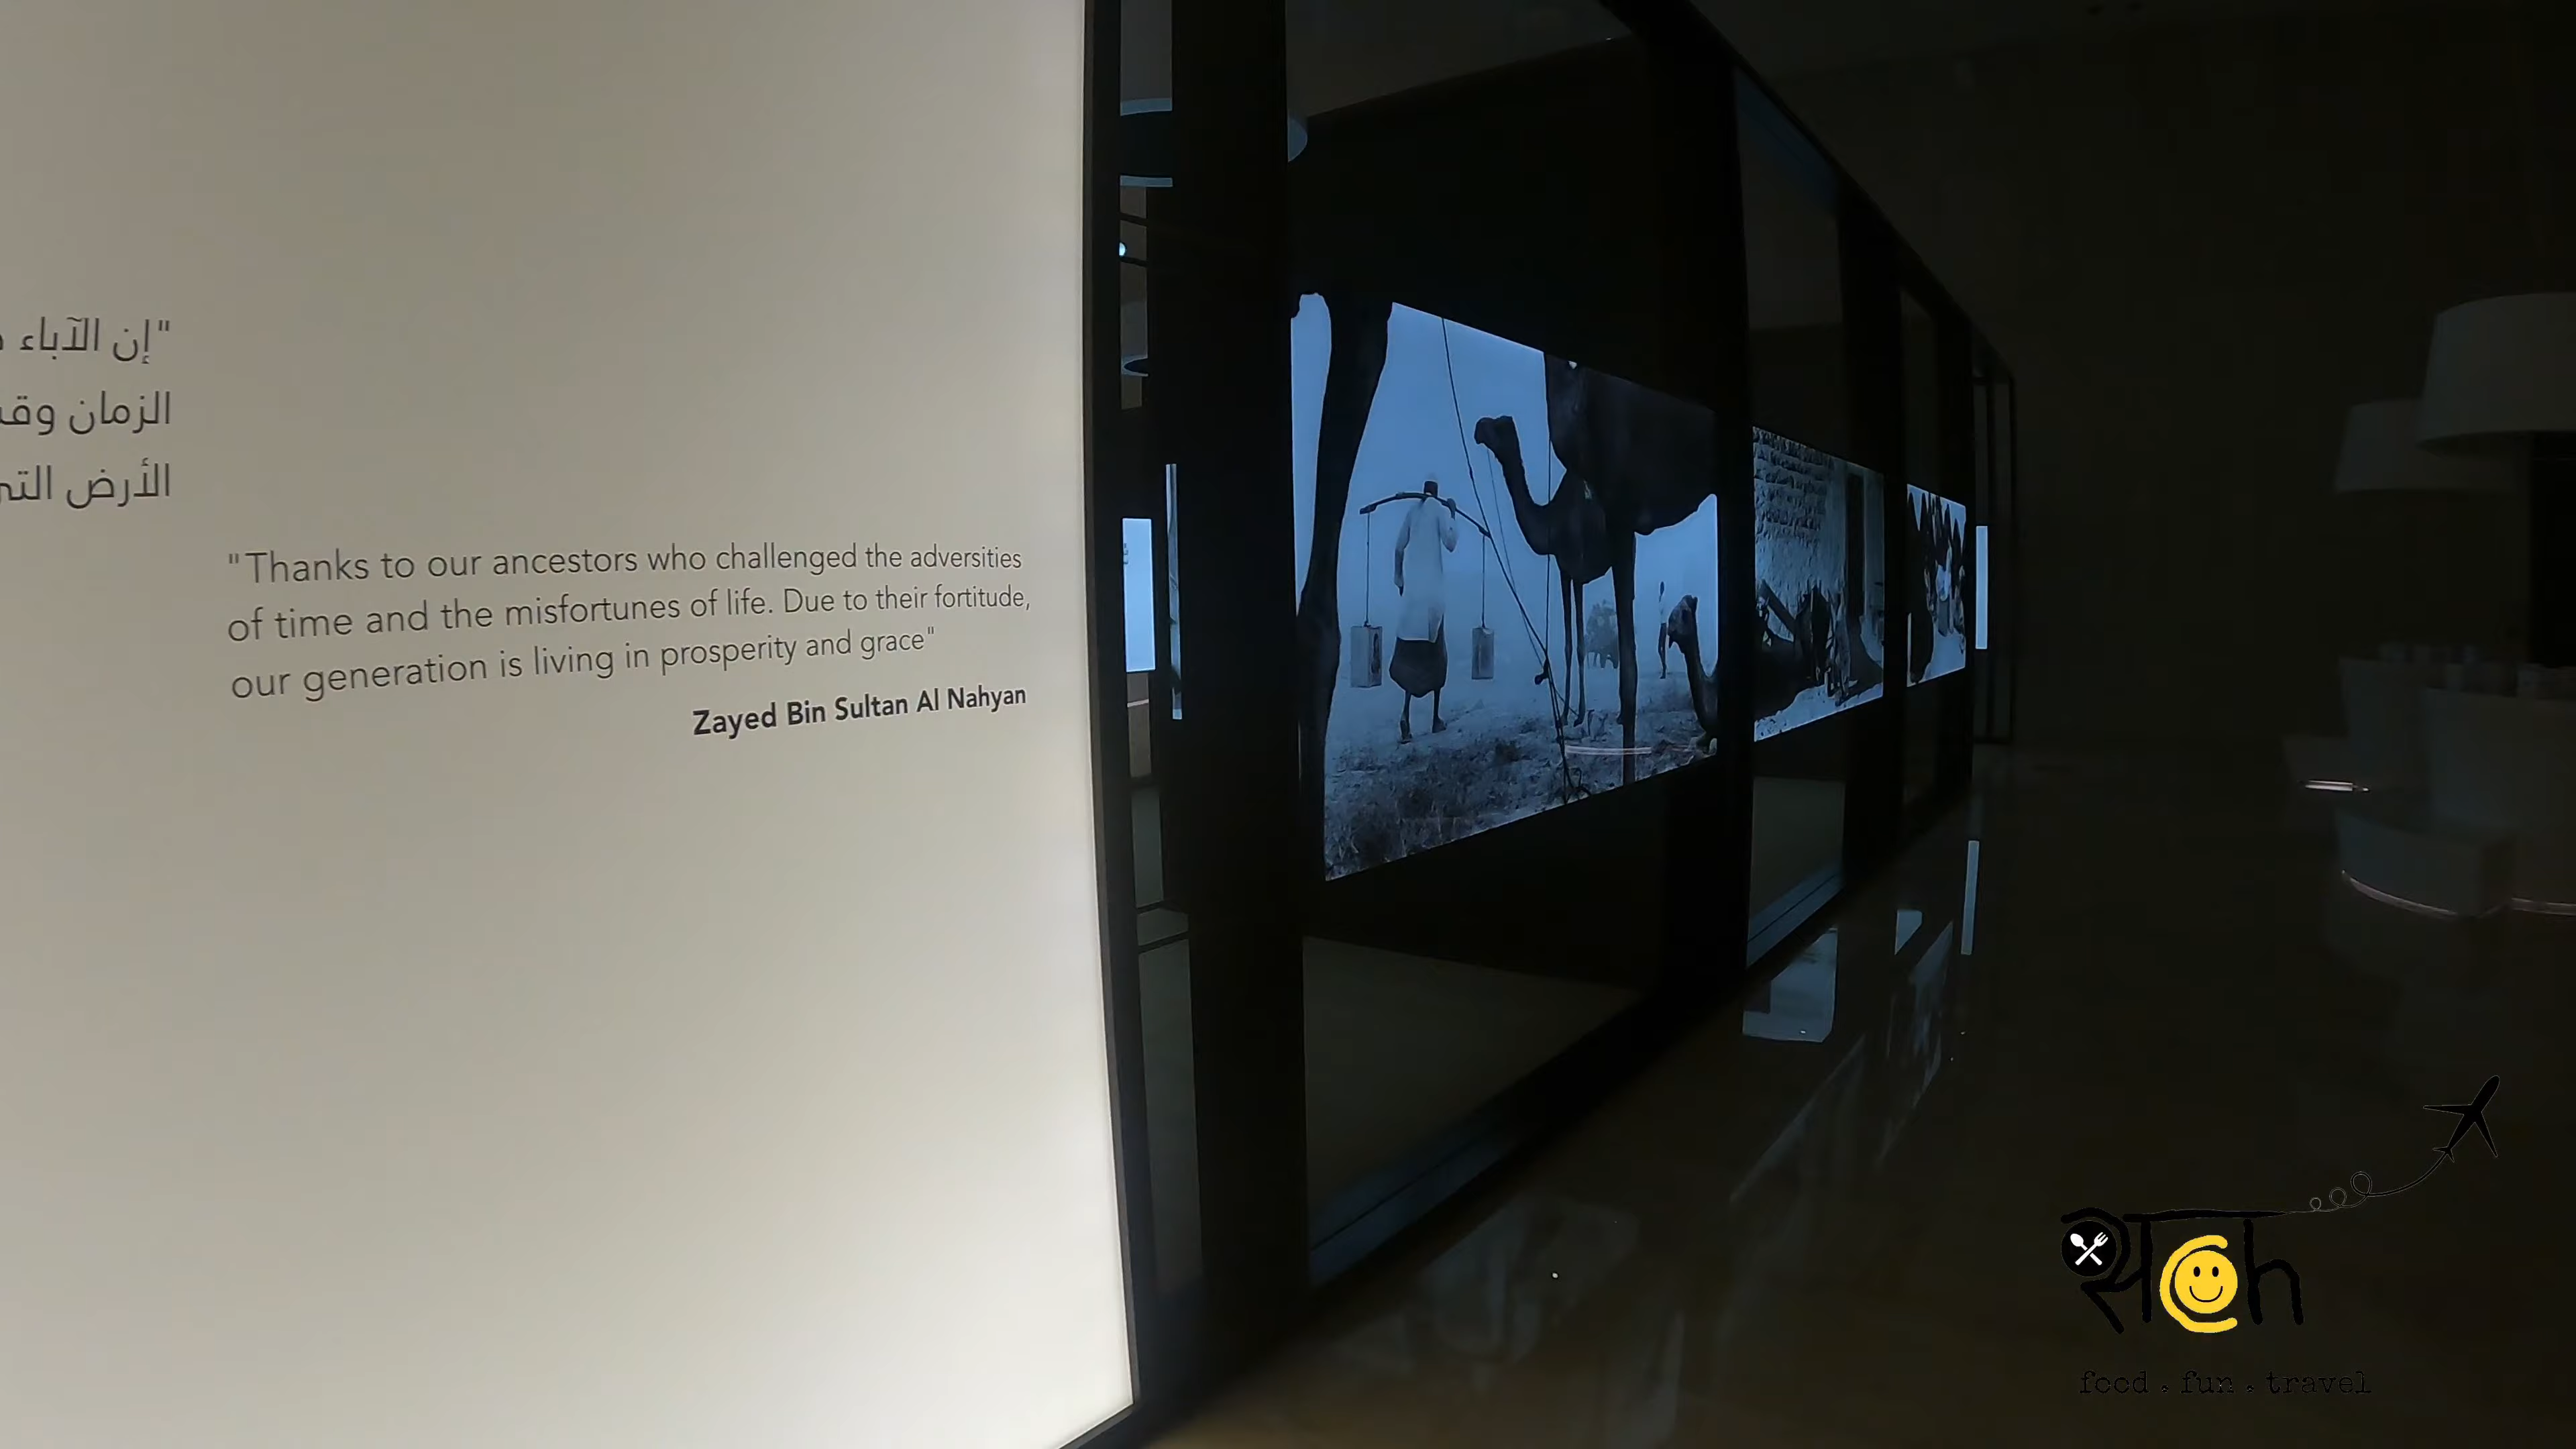 "إن الآباء
الزمان
الأرض
"Thanks to our ancestors who challenged the adversities
of time and the misfortunes of life. Due to their fortitude,
our generation is living in prosperity and grace"
Zayed Bin Sultan Al Nahyan
food . fun . travel